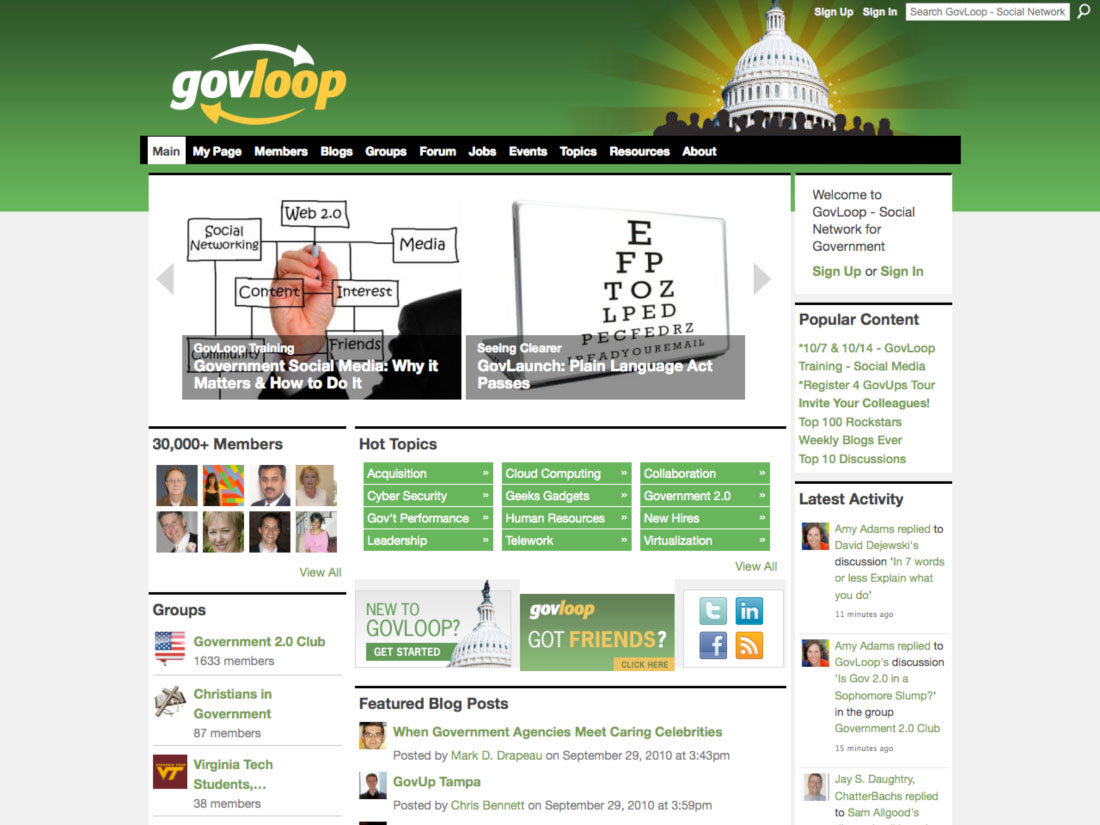 Sign Up Sign In Search GovLoop - Social Network
govloop
Main My Page Members Blogs Groups Forum Jobs Events Topics Resources About
Web 2.0
Social
Networking
Media
Content
Interest
Community
Friends
GovLoop Training
Government Social Media: Why it
Matters & How to Do It
E
F P
T O Z
L P E D
P E C F E D R Z
I R E A D Y O U R E M A I L
Seeing Clearer
GovLaunch: Plain Language Act
Passes
Welcome to
GovLoop - Social
Network for
Government
Sign Up or Sign In
Popular Content
*10/7 & 10/14 - GovLoop
Training - Social Media
*Register 4 GovUps Tour
Invite Your Colleagues!
Top 100 Rockstars
Weekly Blogs Ever
Top 10 Discussions
30,000+ Members
View All
Hot Topics
Acquisition » Cloud Computing » Collaboration »
Cyber Security » Geeks Gadgets » Government 2.0 »
Gov't Performance » Human Resources » New Hires »
Leadership » Telework » Virtualization »
View All
Groups
Government 2.0 Club
1633 members
Christians in
Government
87 members
VT
Virginia Tech
Students,...
38 members
NEW TO
GOVLOOP?
GET STARTED
govloop
GOT FRIENDS?
CLICK HERE
t in
f
Featured Blog Posts
When Government Agencies Meet Caring Celebrities
Posted by Mark D. Drapeau on September 29, 2010 at 3:43pm
GovUp Tampa
Posted by Chris Bennett on September 29, 2010 at 3:59pm
Latest Activity
Amy Adams replied to
David Dejewski's
discussion 'In 7 words
or less Explain what
you do'
11 minutes ago
Amy Adams replied to
GovLoop's discussion
'Is Gov 2.0 in a
Sophomore Slump?'
in the group
Government 2.0 Club
15 minutes ago
Jay S. Daughtry,
ChatterBachs replied
to Sam Allgood's